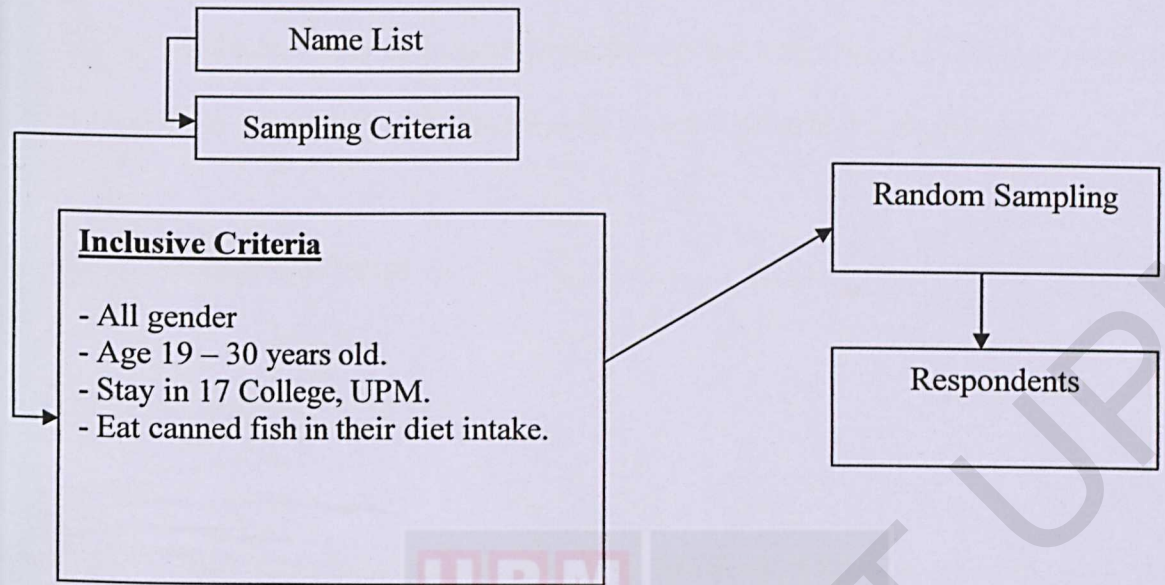 Name List
Sampling Criteria
Inclusive Criteria
- All gender
- Age 19 – 30 years old.
- Stay in 17 College, UPM.
- Eat canned fish in their diet intake.
Random Sampling
Respondents
UPM